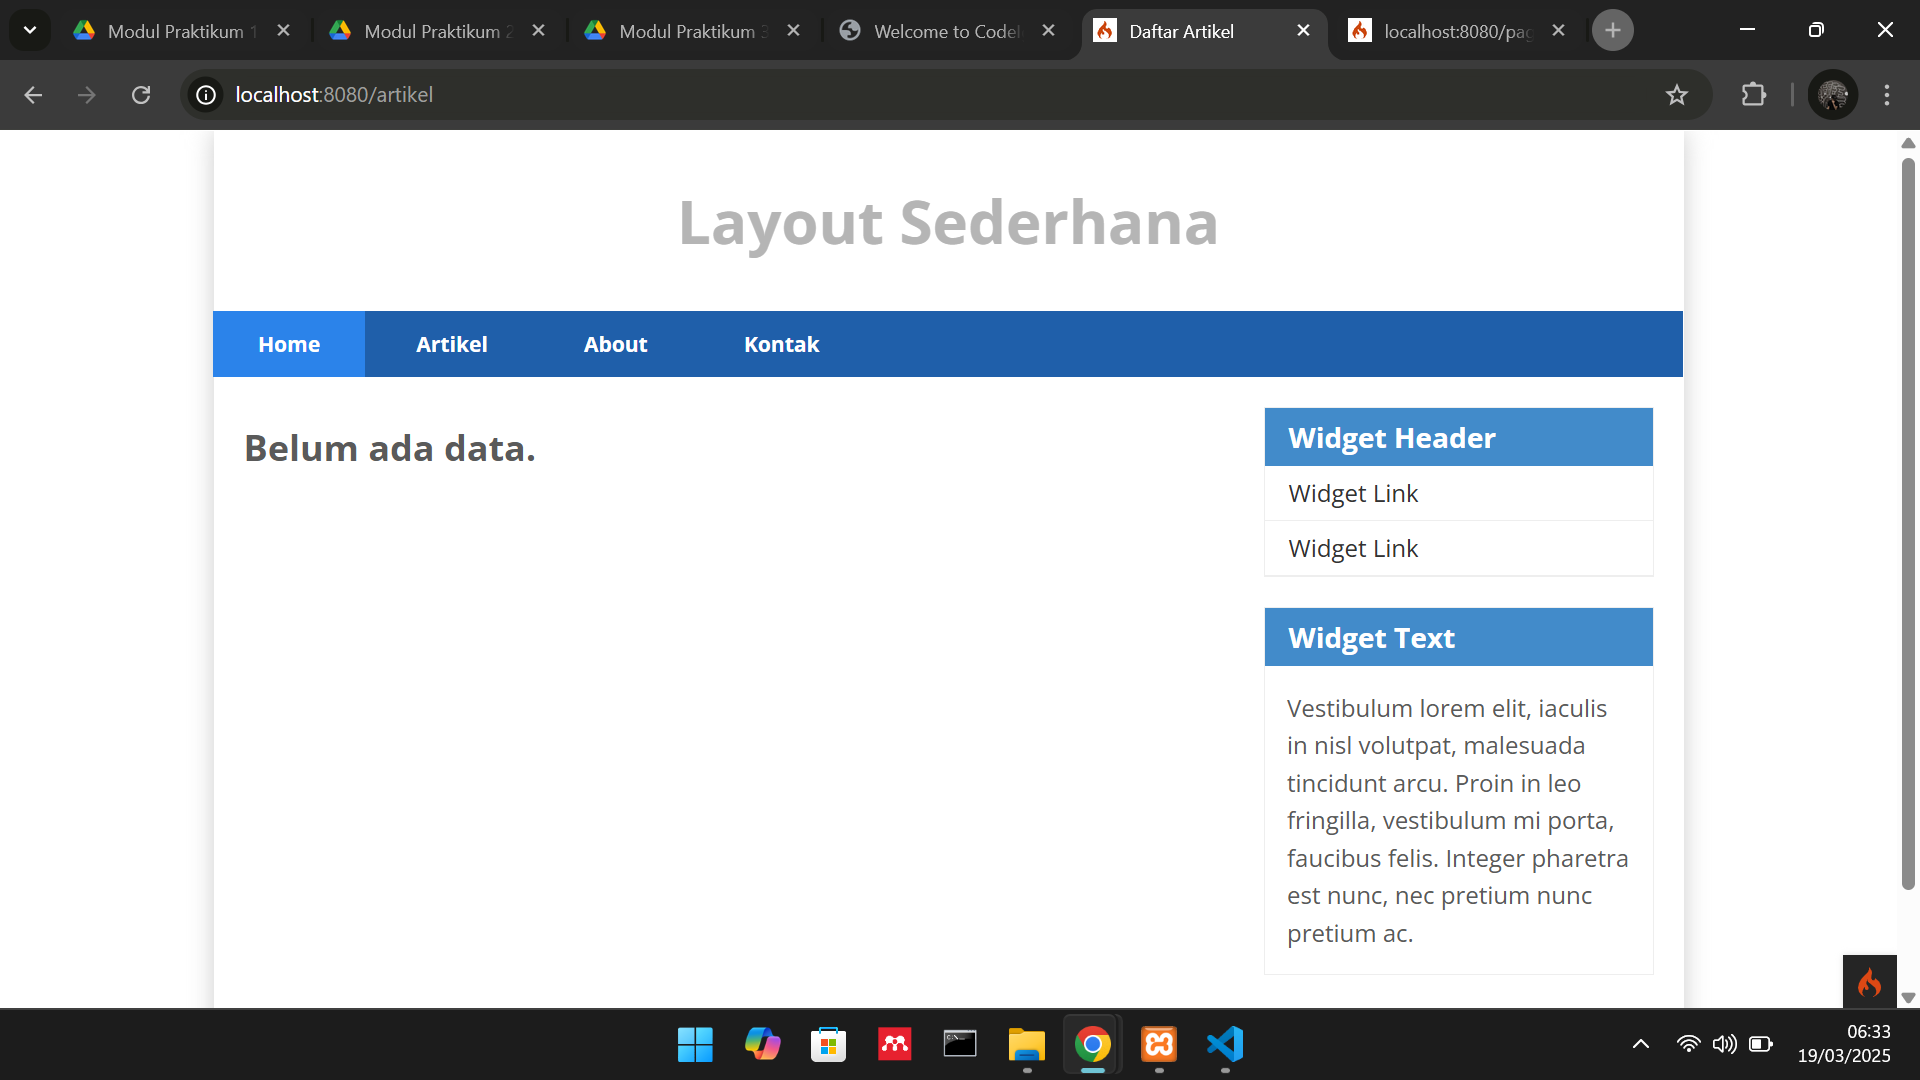 Modul Praktikum 1
Modul Praktikum 2
Modul Praktikum 3
Welcome to CodeI
Daftar Artikel
localhost:8080/pag
localhost:8080/artikel
Layout Sederhana
Home
Artikel
About
Kontak
Belum ada data.
Widget Header
Widget Link
Widget Link
Widget Text
Vestibulum lorem elit, iaculis
in nisl volutpat, malesuada
tincidunt arcu. Proin in leo
fringilla, vestibulum mi porta,
faucibus felis. Integer pharetra
est nunc, nec pretium nunc
pretium ac.
06:33
19/03/2025